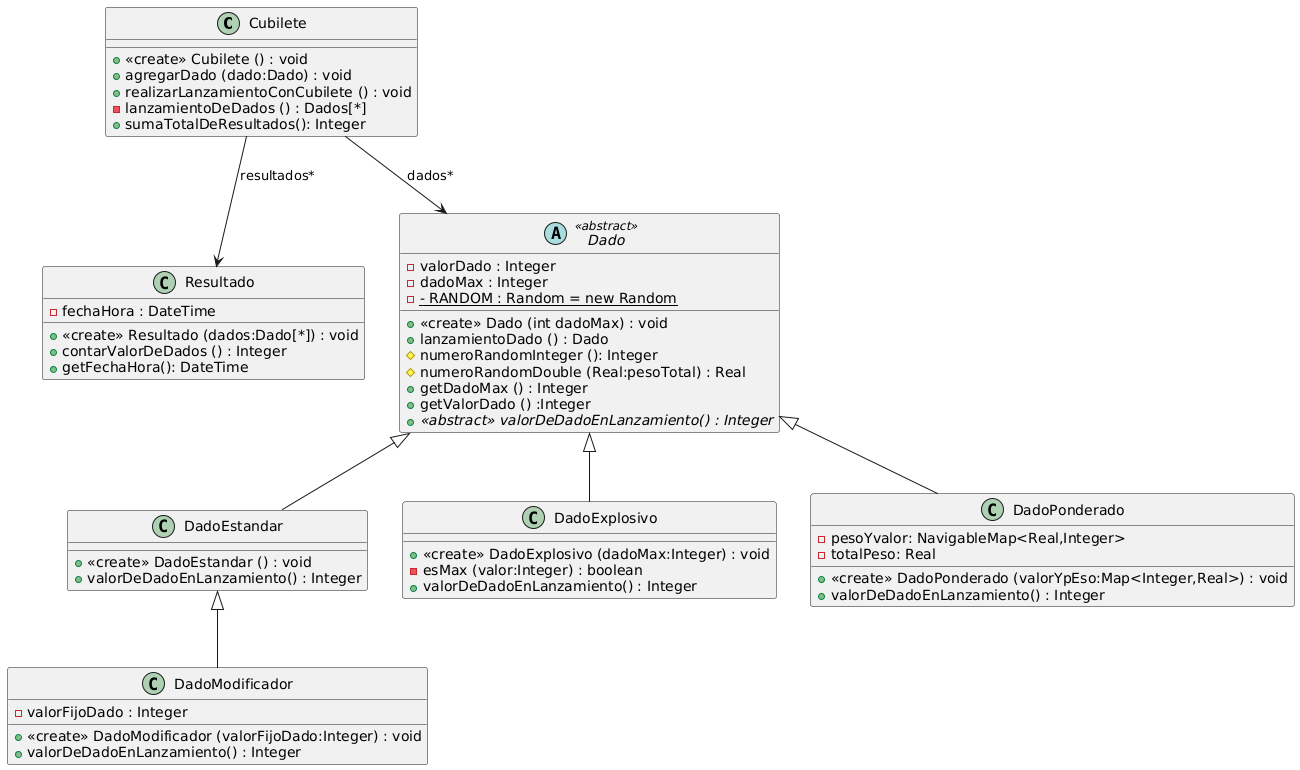 C Cubilete
«create» Cubilete () : void
agregarDado (dado:Dado) : void
realizarLanzamientoConCubilete () : void
lanzamientoDeDados () : Dados[*]
sumaTotalDeResultados(): Integer
resultados*
dados*
A «abstract»
Dado
valorDado : Integer
dadoMax : Integer
- RANDOM : Random = new Random
«create» Dado (int dadoMax) : void
lanzamientoDado () : Dado
numeroRandomInteger (): Integer
numeroRandomDouble (Real:pesoTotal) : Real
getDadoMax () : Integer
getValorDado () :Integer
«abstract» valorDeDadoEnLanzamiento() : Integer
C Resultado
fechaHora : DateTime
«create» Resultado (dados:Dado[*]) : void
contarValorDeDados () : Integer
getFechaHora(): DateTime
C DadoEstandar
«create» DadoEstandar () : void
valorDeDadoEnLanzamiento() : Integer
C DadoExplosivo
«create» DadoExplosivo (dadoMax:Integer) : void
esMax (valor:Integer) : boolean
valorDeDadoEnLanzamiento() : Integer
C DadoPonderado
pesoYvalor: NavigableMap<Real,Integer>
totalPeso: Real
«create» DadoPonderado (valorYpEso:Map<Integer,Real>) : void
valorDeDadoEnLanzamiento() : Integer
C DadoModificador
valorFijoDado : Integer
«create» DadoModificador (valorFijoDado:Integer) : void
valorDeDadoEnLanzamiento() : Integer